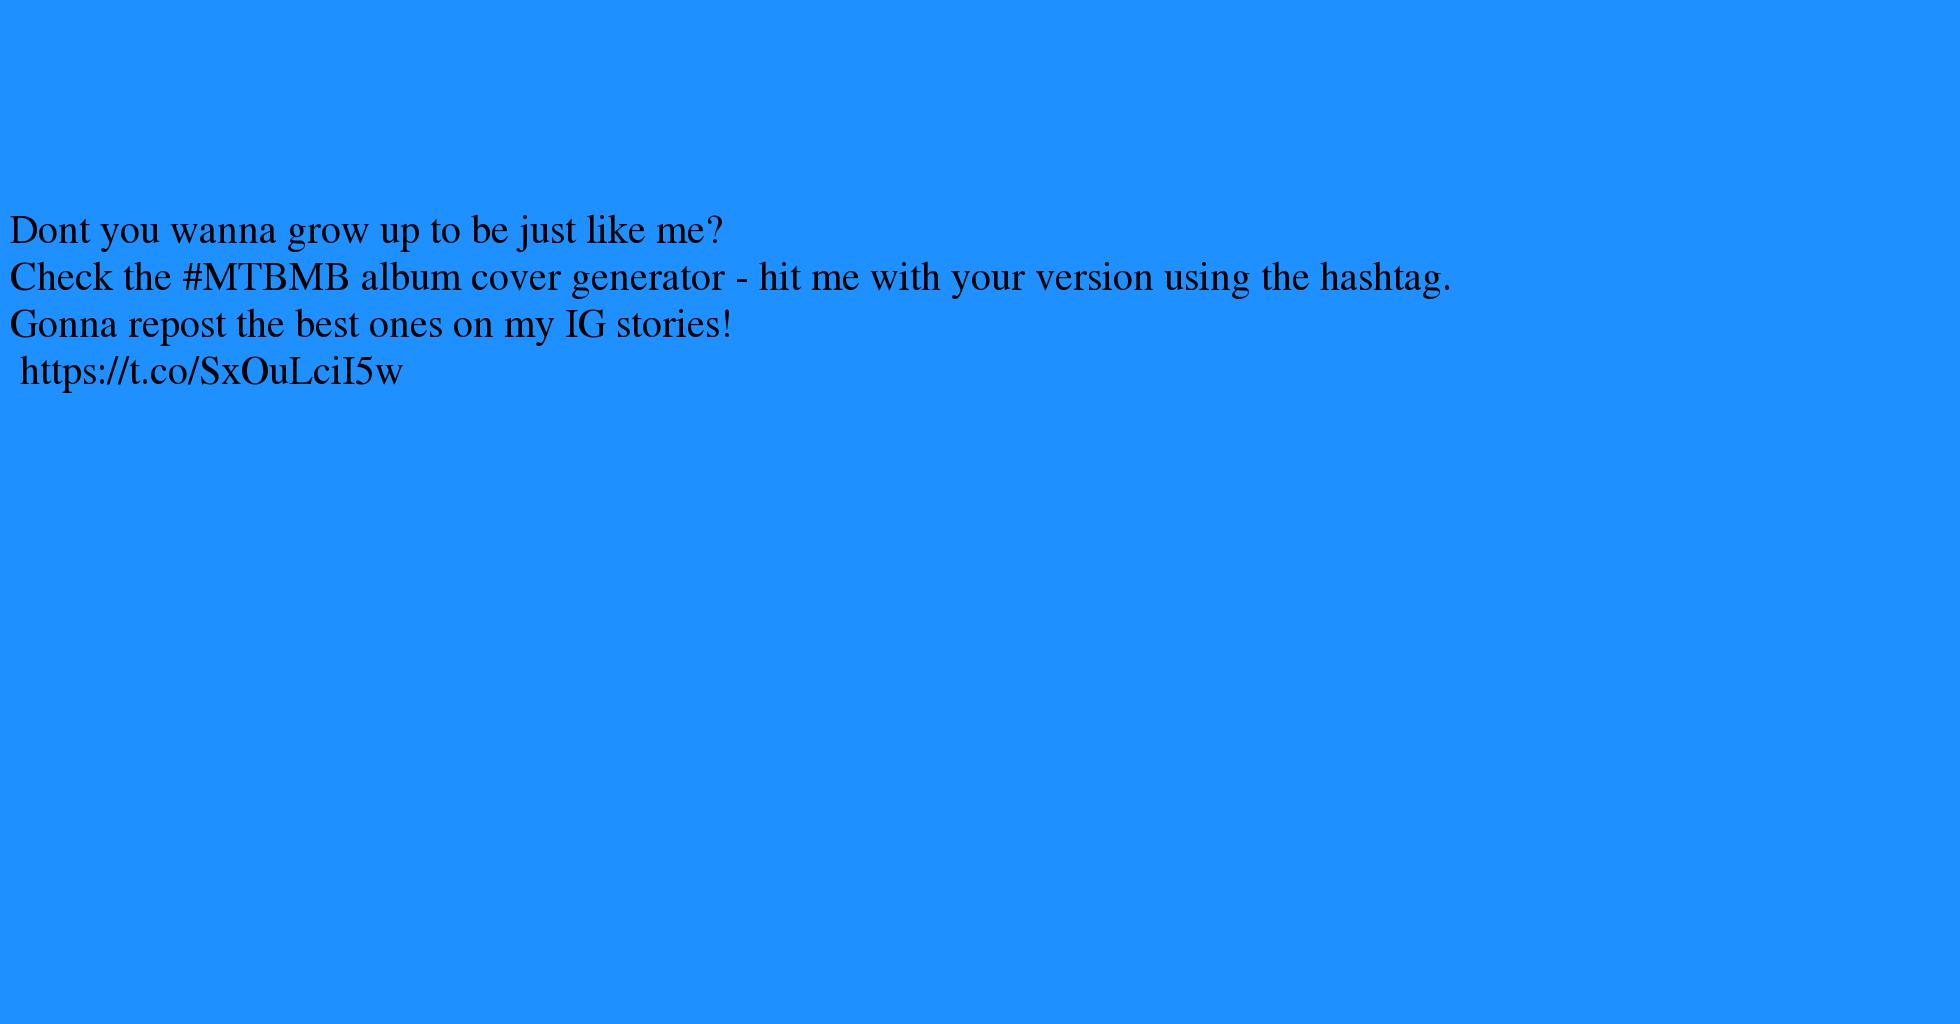 Dont you wanna grow up to be just like me?
Check the #MTBMB album cover generator - hit me with your version using the hashtag.
Gonna repost the best ones on my IG stories!
https://t.co/SxOuLciI5w